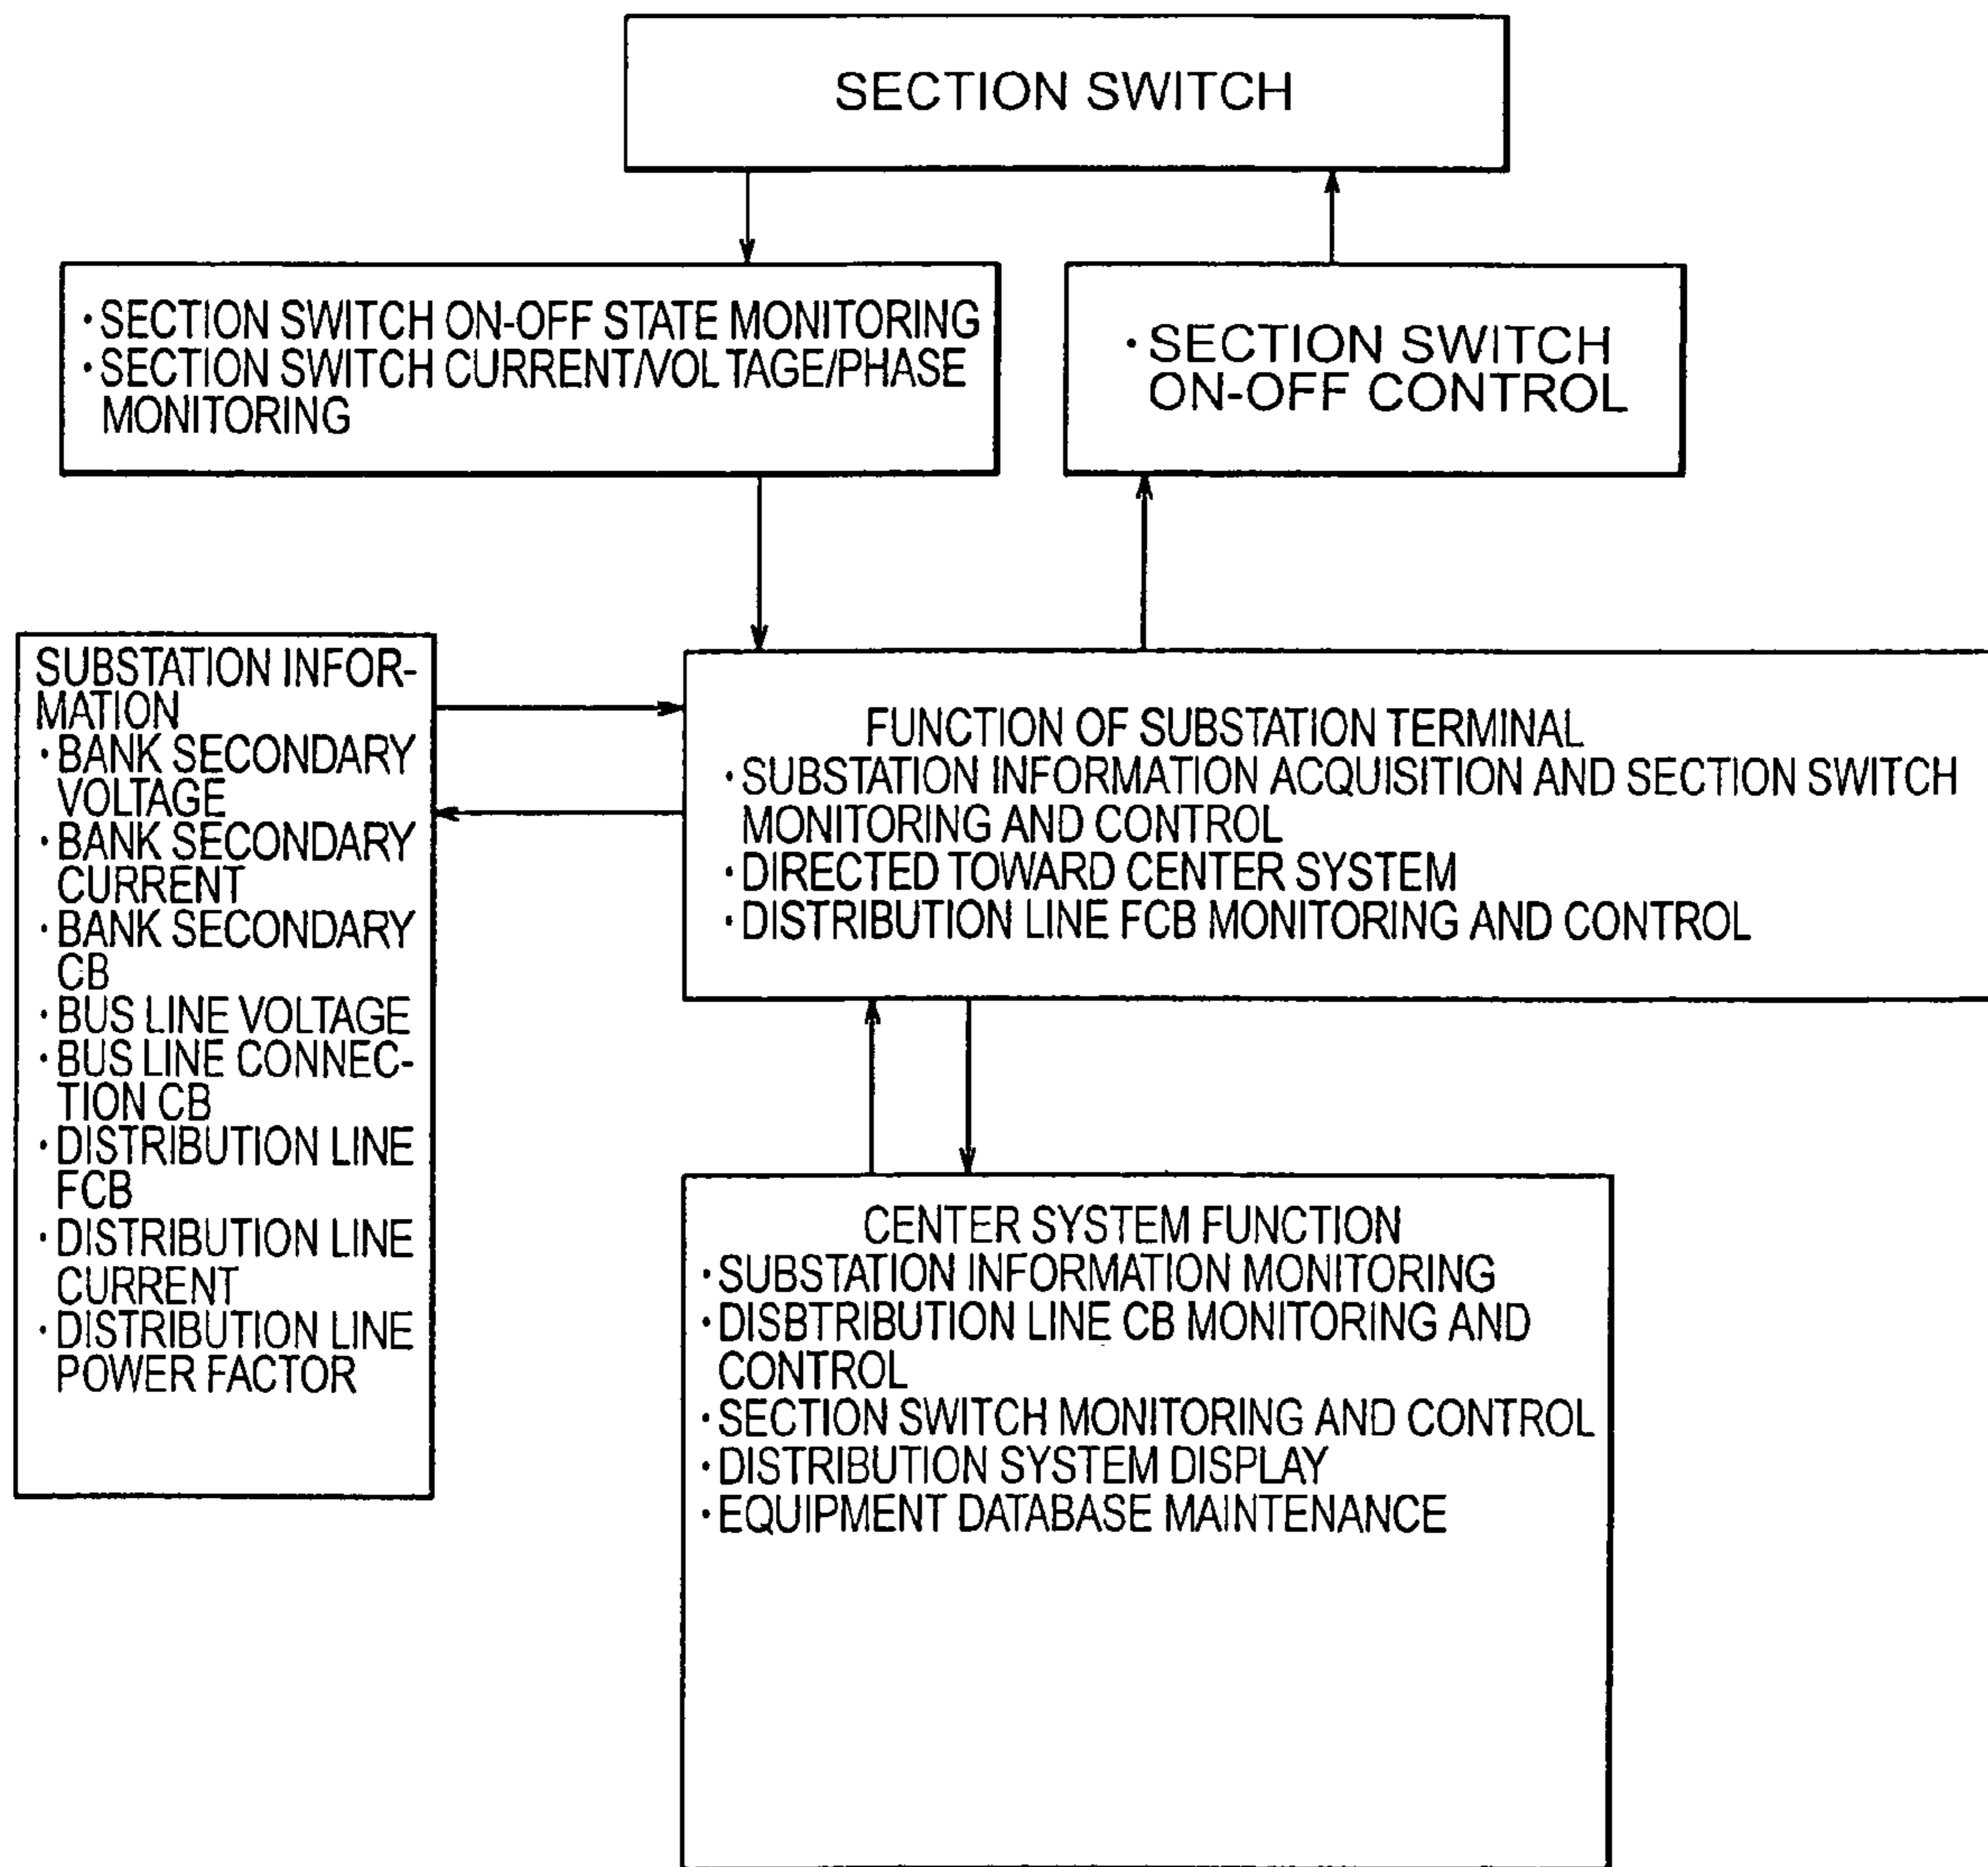 SECTION SWITCH
·SECTION SWITCH ON-OFF STATE MONITORING
·SECTION SWITCH CURRENT/VOLTAGE/PHASE
MONITORING
·SECTION SWITCH
ON-OFF CONTROL
SUBSTATION INFOR-
MATION
·BANK SECONDARY
VOLTAGE
·BANK SECONDARY
CURRENT
·BANK SECONDARY
CB
·BUS LINE VOLTAGE
·BUS LINE CONNEC-
TION CB
·DISTRIBUTION LINE
FCB
·DISTRIBUTION LINE
CURRENT
·DISTRIBUTION LINE
POWER FACTOR
FUNCTION OF SUBSTATION TERMINAL
·SUBSTATION INFORMATION ACQUISITION AND SECTION SWITCH
MONITORING AND CONTROL
·DIRECTED TOWARD CENTER SYSTEM
·DISTRIBUTION LINE FCB MONITORING AND CONTROL
CENTER SYSTEM FUNCTION
·SUBSTATION INFORMATION MONITORING
·DISBTRIBUTION LINE CB MONITORING AND
CONTROL
·SECTION SWITCH MONITORING AND CONTROL
·DISTRIBUTION SYSTEM DISPLAY
·EQUIPMENT DATABASE MAINTENANCE